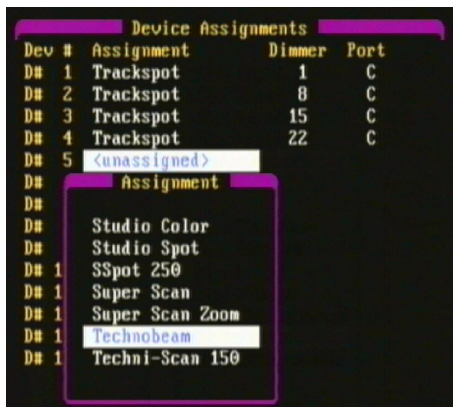 Device Assignments
Dev # Assignment Dimmer Port
D# 1 Trackspot 1 C
D# 2 Trackspot 8 C
D# 3 Trackspot 15 C
D# 4 Trackspot 22 C
D# 5 <unassigned>
D# Assignment
D#
D# Studio Color
D# Studio Spot
D# 1 SSpot 250
D# 1 Super Scan
D# 1 Super Scan Zoom
D# 1 Technobeam
D# 1 Techni-Scan 150